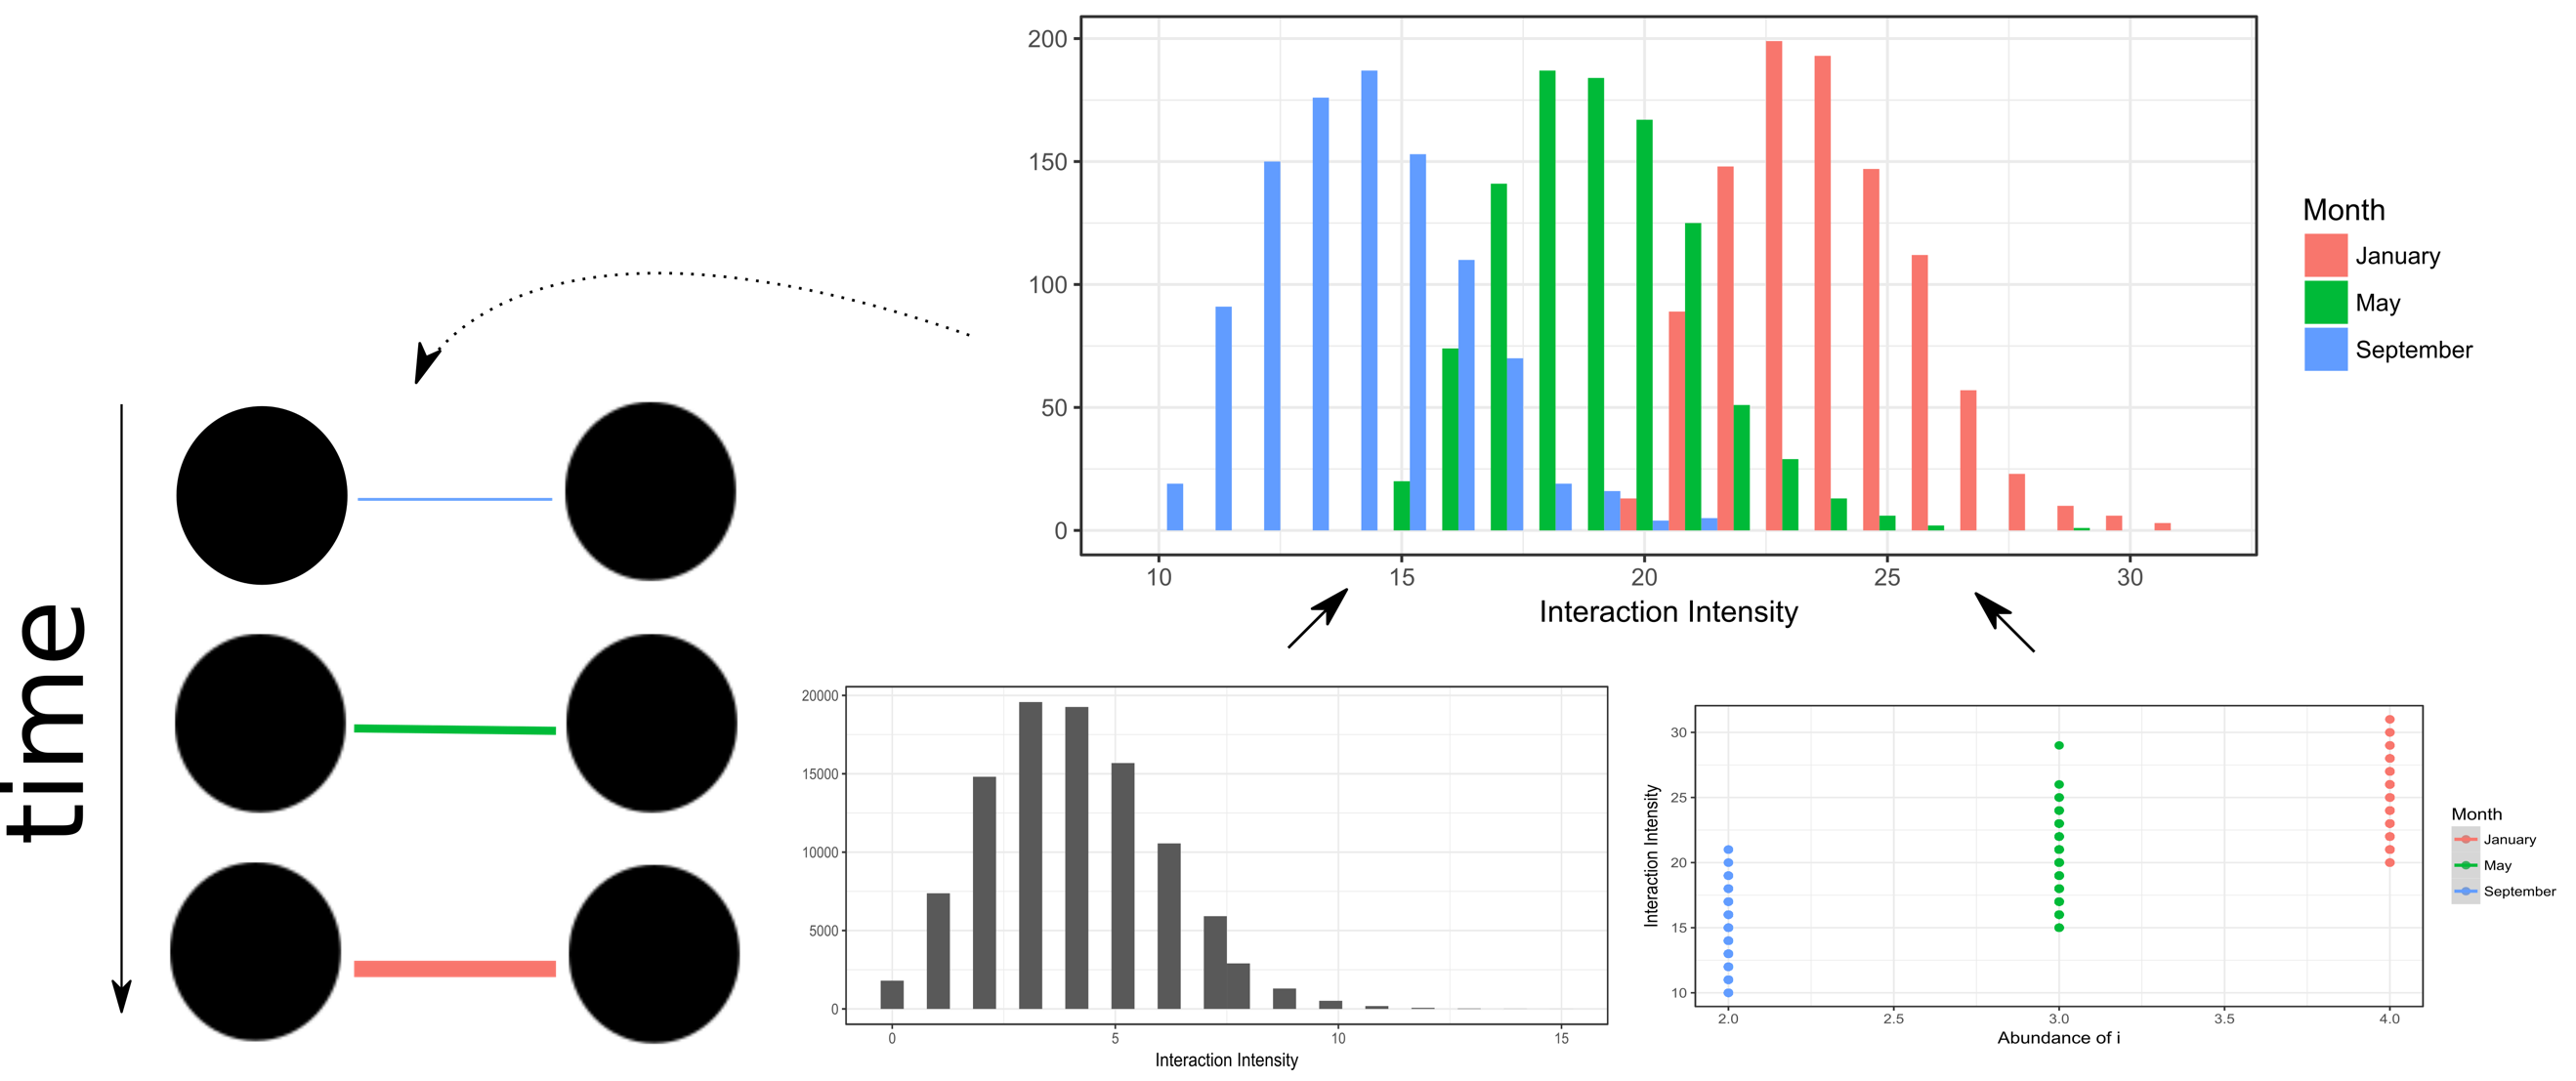 time
200
150
100
50
0
10 15 20 25 30
Interaction Intensity
Month
January
May
September
20000
15000
10000
5000
0
0 5 10 15
Interaction Intensity
Interaction Intensity
30
25
20
15
10
2.0 2.5 3.0 3.5 4.0
Abundance of i
Month
January
May
September